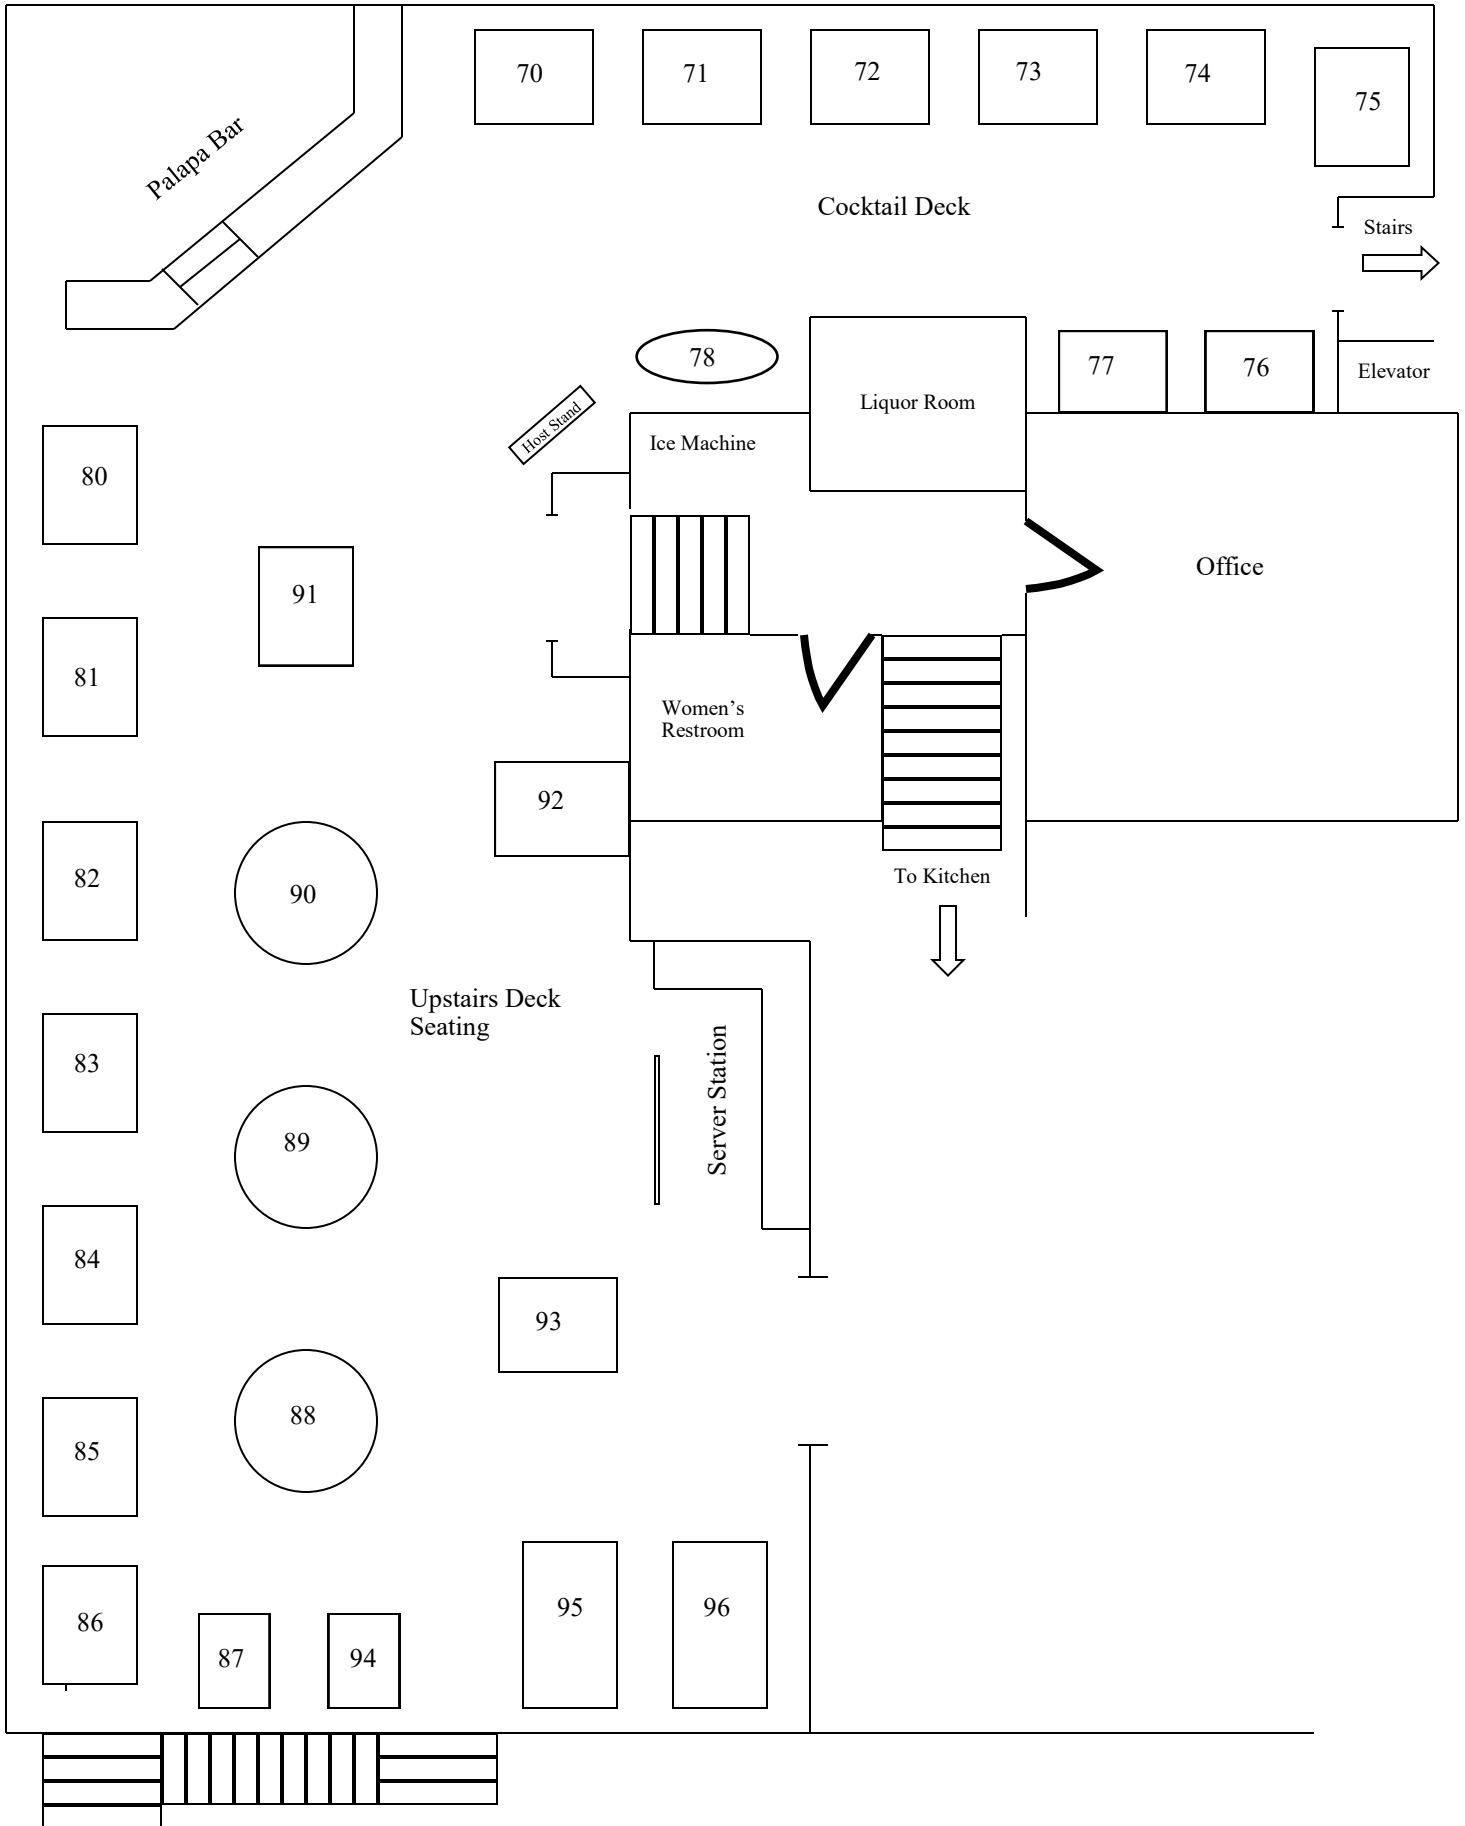 70
71
72
73
74
75
Palapa Bar
Cocktail Deck
Stairs
78
77
76
Elevator
Liquor Room
Host Stand
Ice Machine
80
91
Office
81
Women’s
Restroom
92
82
90
To Kitchen
Upstairs Deck
Seating
83
Server Station
89
84
93
88
85
86
87
94
95
96